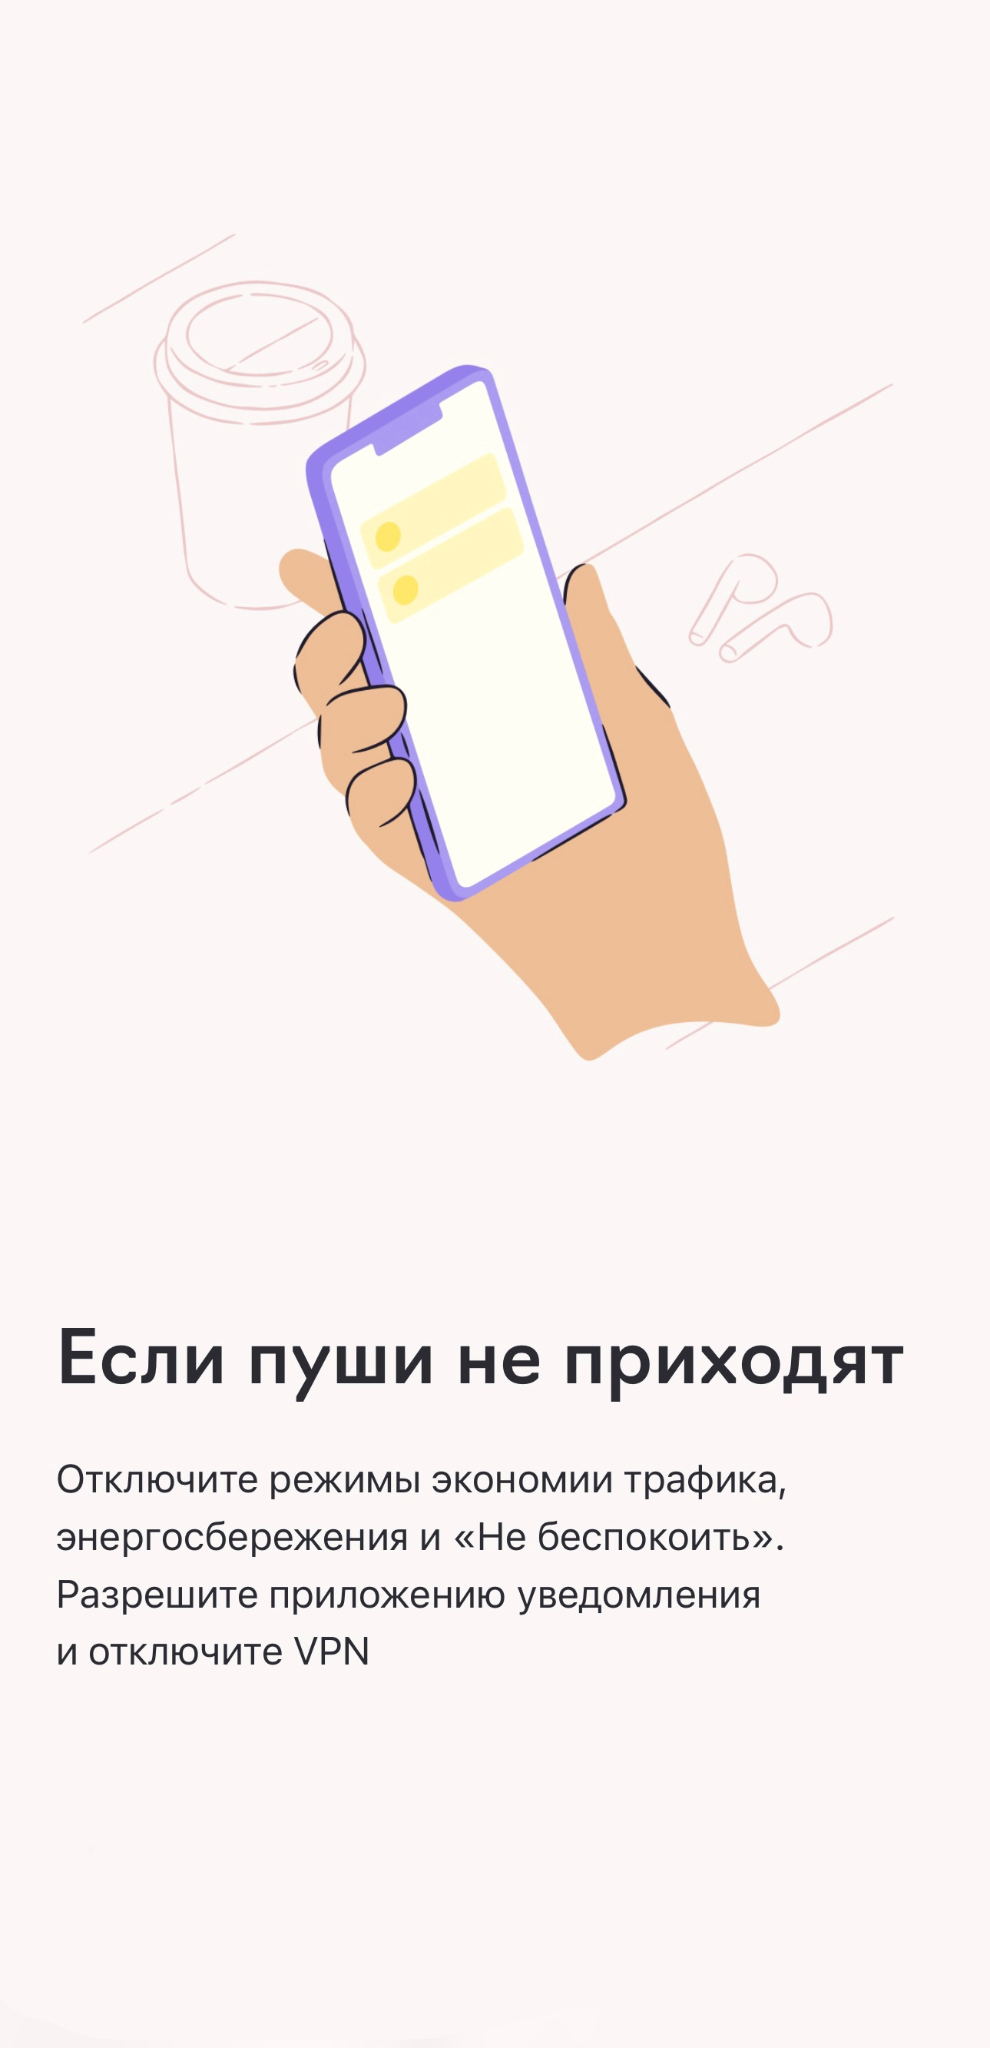 Если пуши не приходят
Отключите режимы экономии трафика,
энергосбережения и «Не беспокоить».
Разрешите приложению уведомления
и отключите VPN